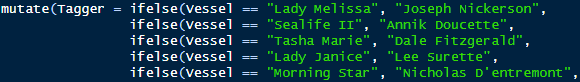 mutate(Tagger = ifelse(Vessel == "Lady Melissa", "Joseph Nickerson",
ifelse(Vessel == "Sealife II", "Annik Doucette",
ifelse(Vessel == "Tasha Marie", "Dale Fitzgerald",
ifelse(Vessel == "Lady Janice", "Lee Surette",
ifelse(Vessel == "Morning Star", "Nicholas D'entremont",